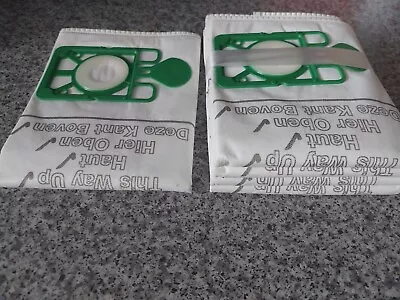 This Way Up
Haut
Hier Oben
Deze Kant Boven
This Way Up
Haut
Hier Oben
Deze Kant Boven